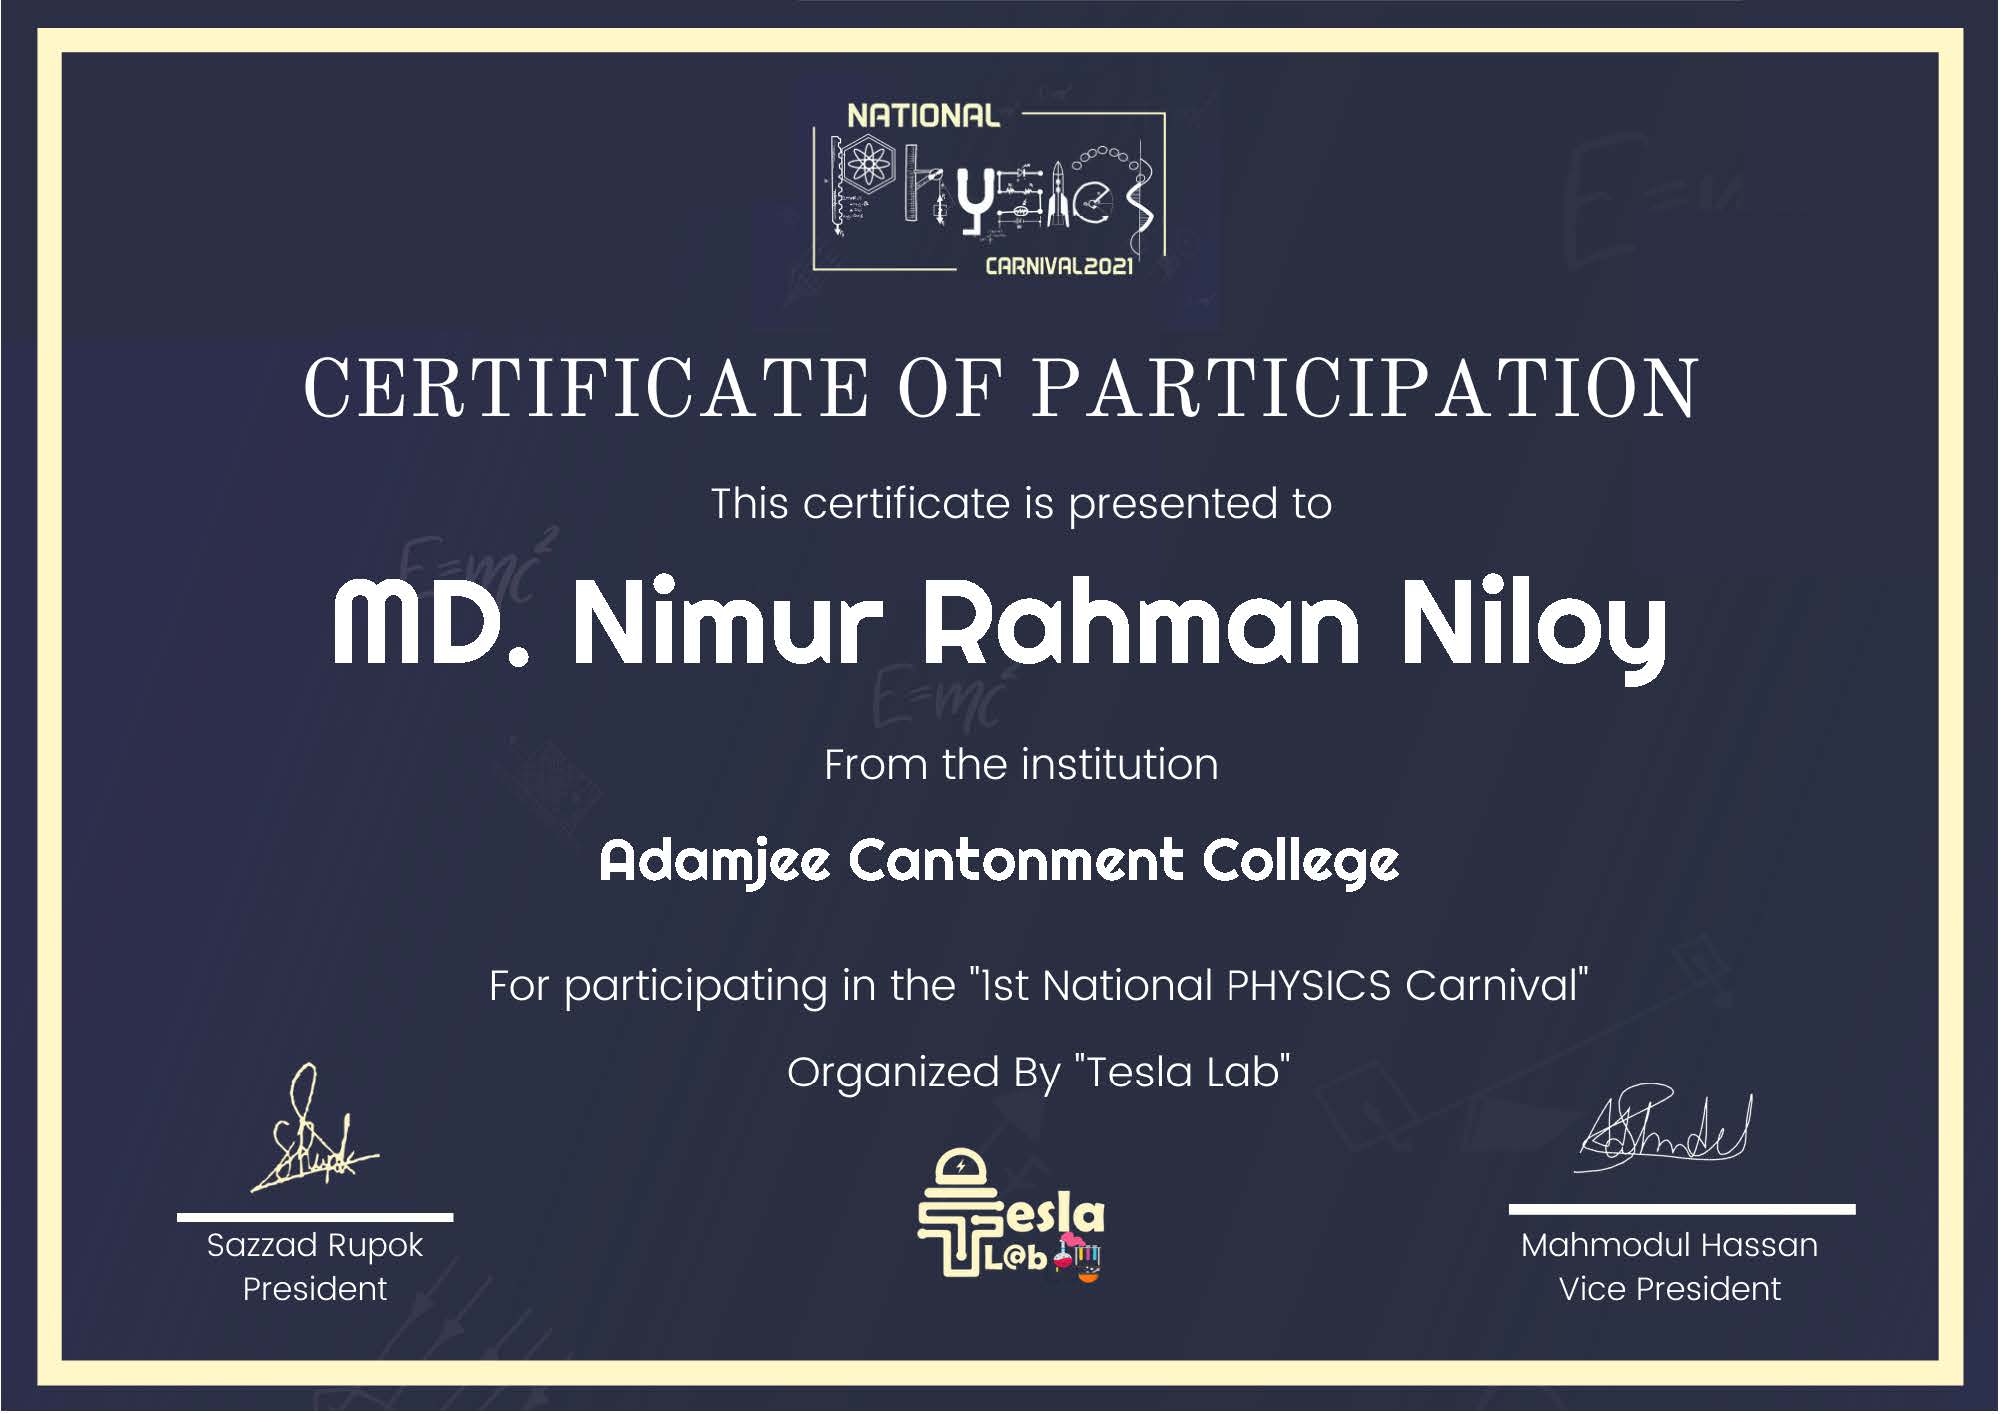 NATIONAL
Physics
CARNIVAL2021
CERTIFICATE OF PARTICIPATION
This certificate is presented to
E=mc²
MD. Nimur Rahman Niloy
E=mc²
From the institution
Adamjee Cantonment College
For participating in the "1st National PHYSICS Carnival"
Organized By "Tesla Lab"
Tesla
L@b
Sazzad Rupok
President
Mahmodul Hassan
Vice President